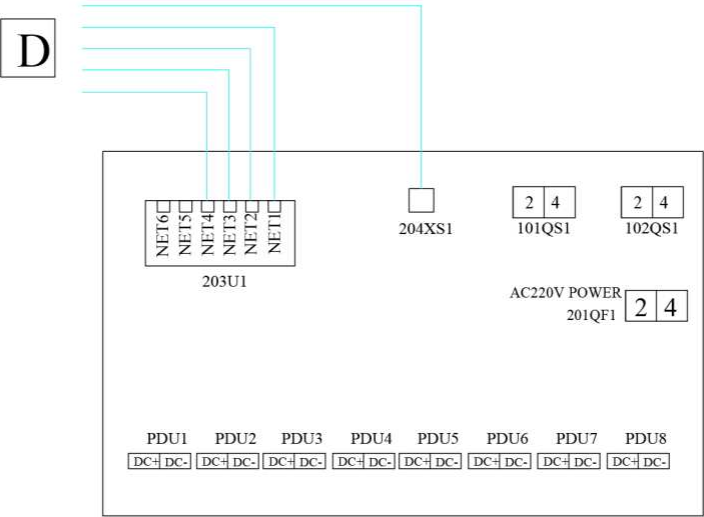 D
NET6 NET5 NET4 NET3 NET2 NET1
203U1
204XS1
2 4
101QS1
2 4
102QS1
AC220V POWER
201QF1
2 4
PDU1 PDU2 PDU3 PDU4 PDU5 PDU6 PDU7 PDU8
DC+ DC- DC+ DC- DC+ DC- DC+ DC- DC+ DC- DC+ DC- DC+ DC- DC+ DC-